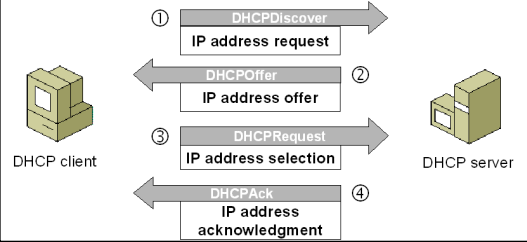 ① DHCPDiscover
IP address request
DHCPOffer ②
IP address offer
③ DHCPRequest
IP address selection
DHCP client
DHCP server
DHCPAck ④
IP address
acknowledgment